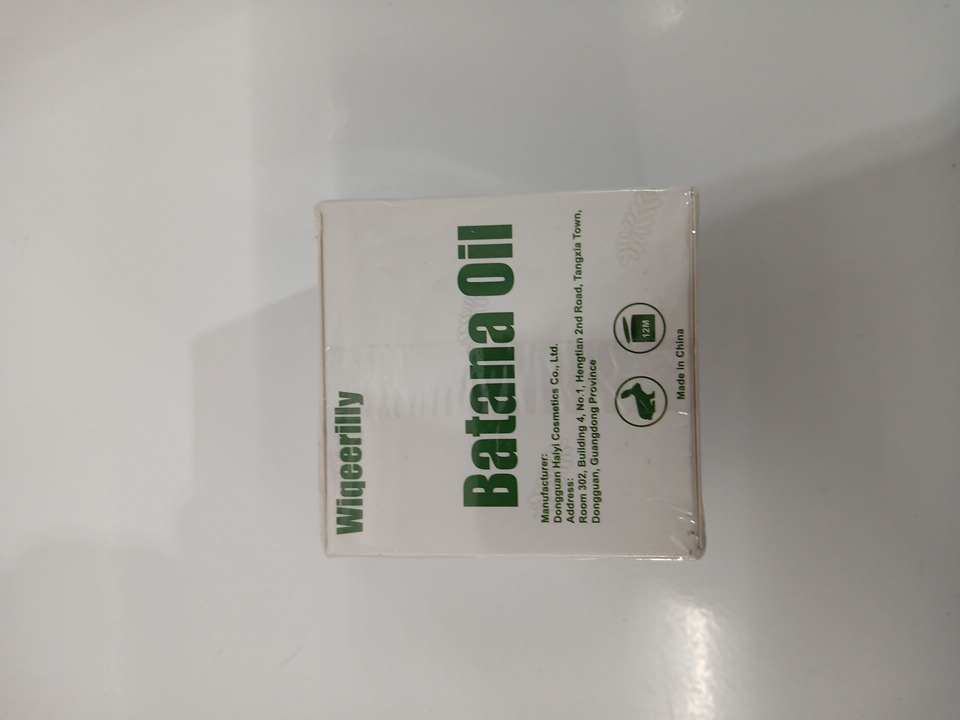 Wiqeerilly
Batana Oil
Manufacturer:
Dongguan Haiyi Cosmetics Co., Ltd.
Address:
Room 302, Building 4, No.1, Hengtian 2nd Road, Tangxia Town,
Dongguan, Guangdong Province
12M
Made In China